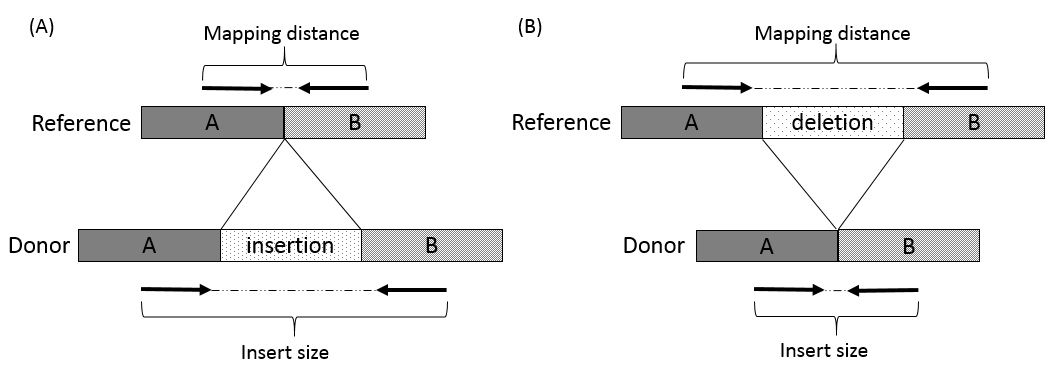 (A)
Mapping distance
Reference
A
B
Donor
A
insertion
B
Insert size
(B)
Mapping distance
Reference
A
deletion
B
Donor
A
B
Insert size